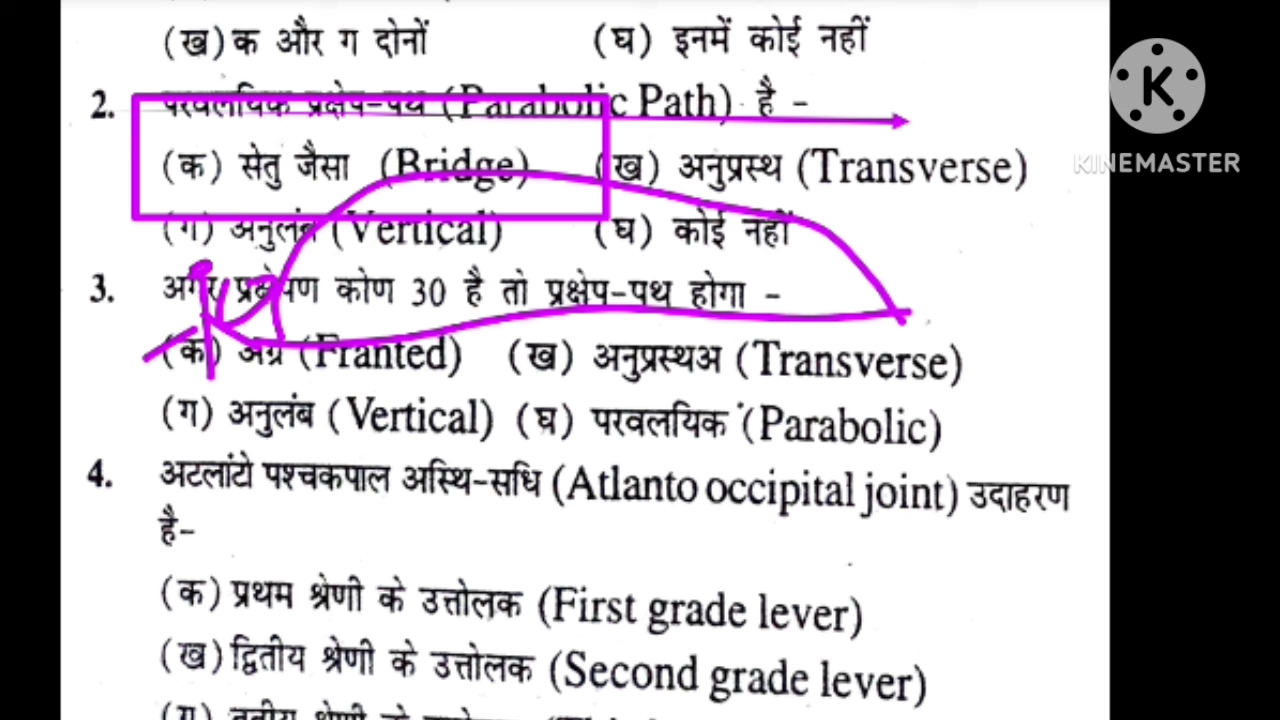 (ख) क और ग दोनों (घ) इनमें कोई नहीं
2. परवलयिक प्रक्षेप-पथ (Parabolic Path) है -
(क) सेतु जैसा (Bridge) (ख) अनुप्रस्थ (Transverse)
(ग) अनुलंब (Vertical) (घ) कोई नहीं
3. अगर प्रक्षेपण कोण 30 है तो प्रक्षेप-पथ होगा -
(क) अग्र (Franted) (ख) अनुप्रस्थअ (Transverse)
(ग) अनुलंब (Vertical) (घ) परवलयिक (Parabolic)
4. अटलांटो पश्चकपाल अस्थि-सधि (Atlanto occipital joint) उदाहरण
है-
(क) प्रथम श्रेणी के उत्तोलक (First grade lever)
(ख) द्वितीय श्रेणी के उत्तोलक (Second grade lever)
K
KINEMASTER